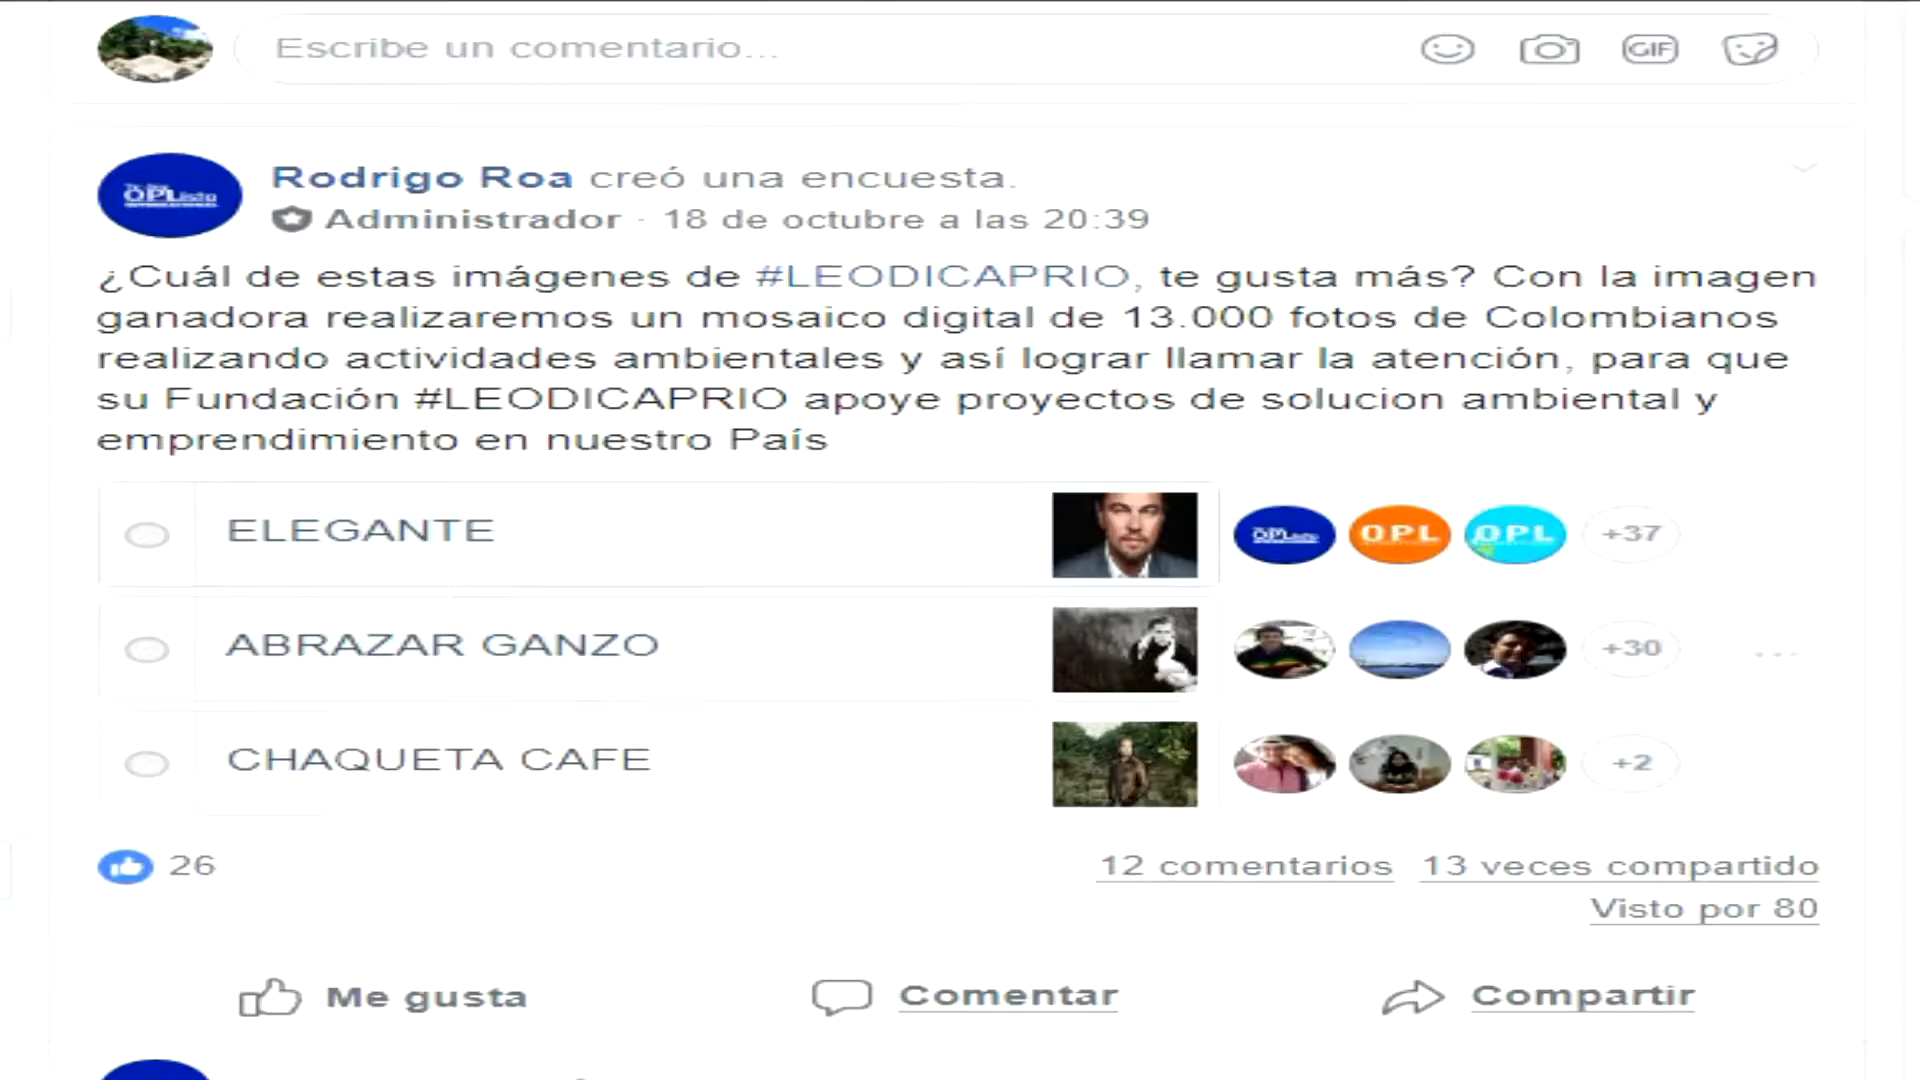 Escribe un comentario...
GIF
OPListo
Rodrigo Roa creó una encuesta.
Administrador · 18 de octubre a las 20:39
¿Cuál de estas imágenes de #LEODICAPRIO, te gusta más? Con la imagen
ganadora realizaremos un mosaico digital de 13.000 fotos de Colombianos
realizando actividades ambientales y así lograr llamar la atención, para que
su Fundación #LEODICAPRIO apoye proyectos de solucion ambiental y
emprendimiento en nuestro País
ELEGANTE OPListo OPL OPL +37
ABRAZAR GANZO +30 ...
CHAQUETA CAFE +2
26 12 comentarios 13 veces compartido
Visto por 80
Me gusta Comentar Compartir